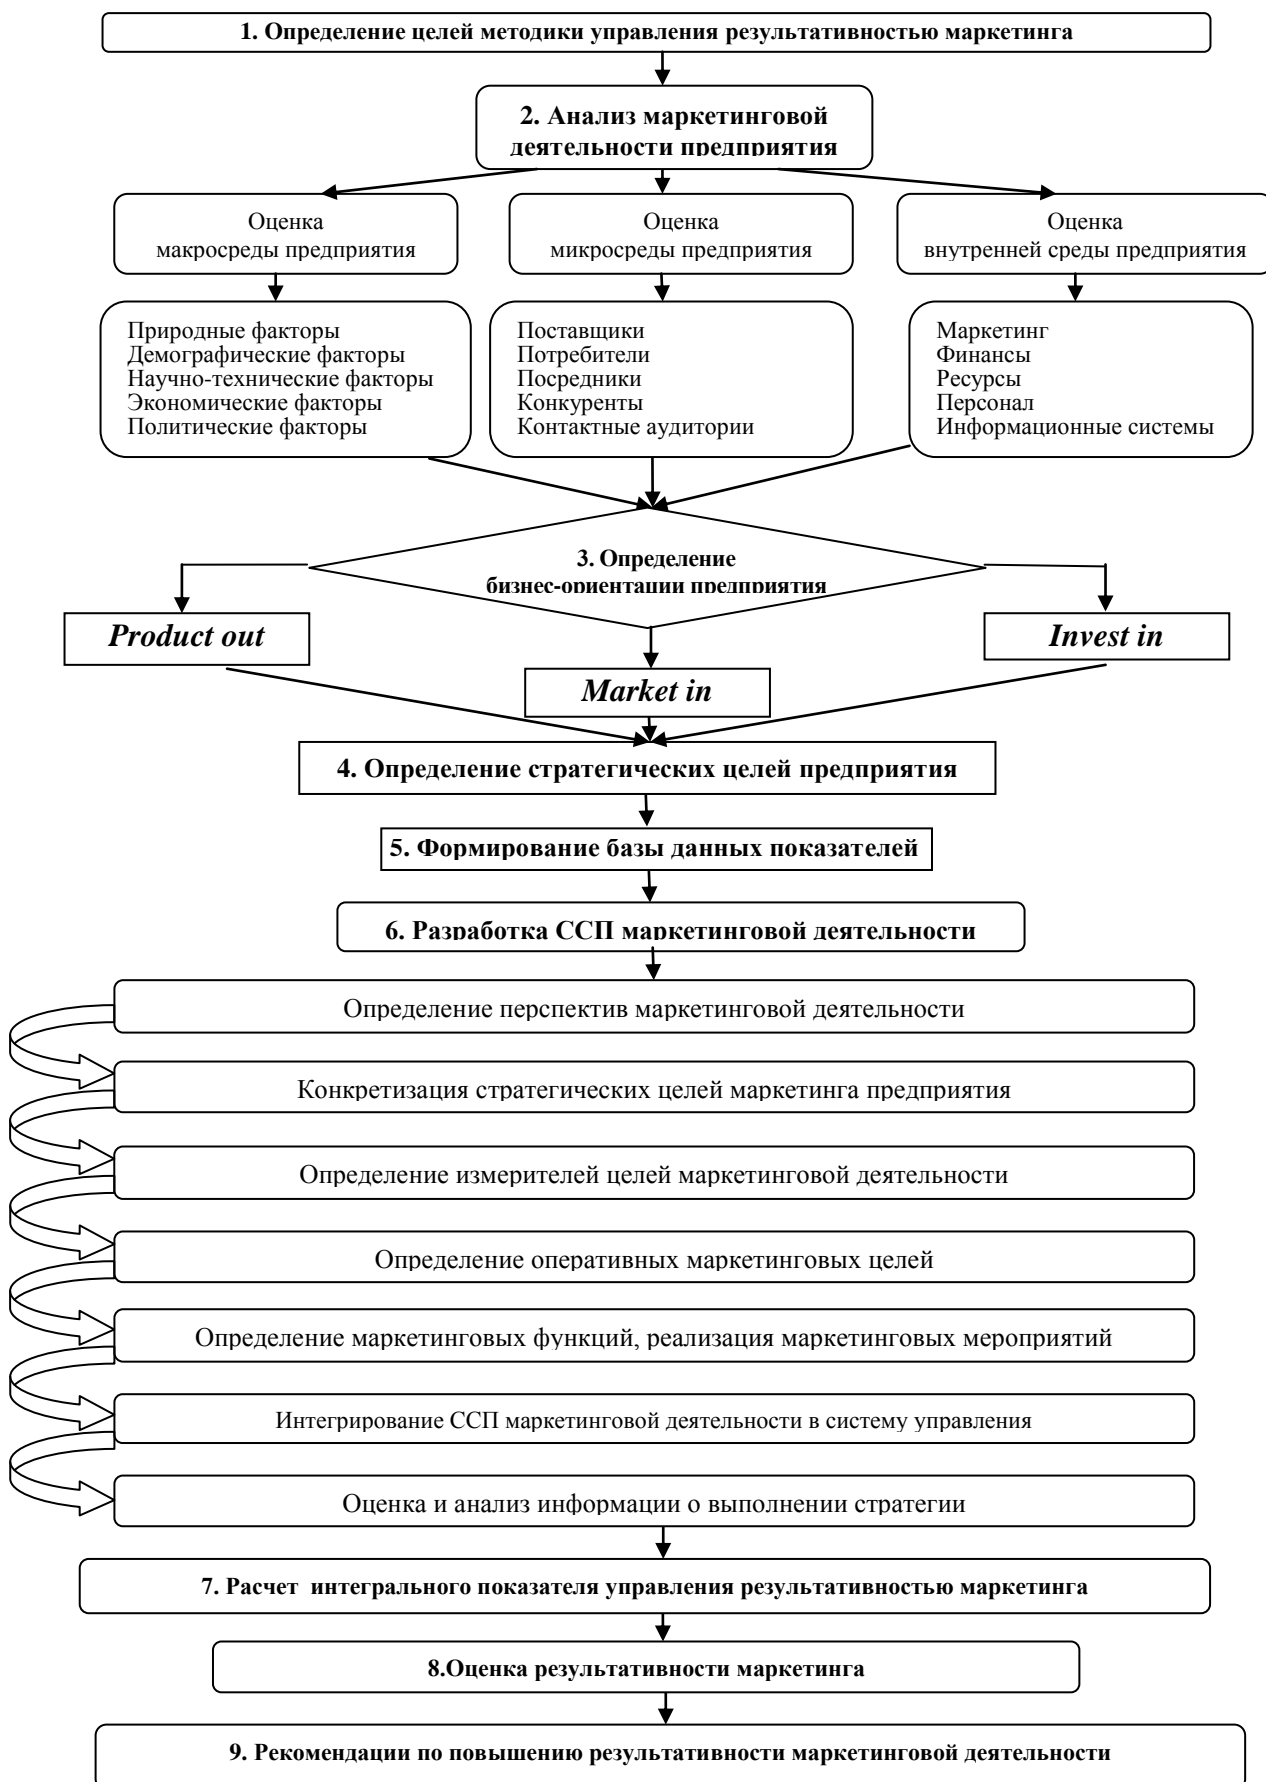 1. Определение целей методики управления результативностью маркетинга
2. Анализ маркетинговой
деятельности предприятия
Оценка
макросреды предприятия
Оценка
микросреды предприятия
Оценка
внутренней среды предприятия
Природные факторы
Демографические факторы
Научно-технические факторы
Экономические факторы
Политические факторы
Поставщики
Потребители
Посредники
Конкуренты
Контактные аудитории
Маркетинг
Финансы
Ресурсы
Персонал
Информационные системы
3. Определение
бизнес-ориентации предприятия
Product out
Market in
Invest in
4. Определение стратегических целей предприятия
5. Формирование базы данных показателей
6. Разработка ССП маркетинговой деятельности
Определение перспектив маркетинговой деятельности
Конкретизация стратегических целей маркетинга предприятия
Определение измерителей целей маркетинговой деятельности
Определение оперативных маркетинговых целей
Определение маркетинговых функций, реализация маркетинговых мероприятий
Интегрирование ССП маркетинговой деятельности в систему управления
Оценка и анализ информации о выполнении стратегии
7. Расчет интегрального показателя управления результативностью маркетинга
8.Оценка результативности маркетинга
9. Рекомендации по повышению результативности маркетинговой деятельности